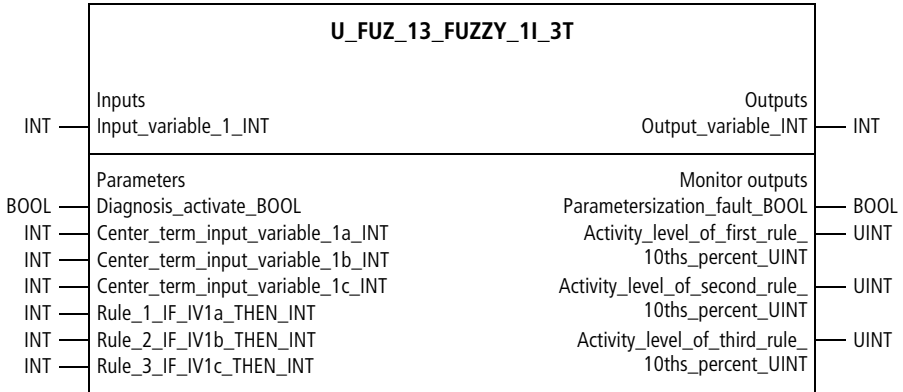 U_FUZ_13_FUZZY_1I_3T
Inputs Outputs
INT Input_variable_1_INT Output_variable_INT INT
Parameters Monitor outputs
BOOL Diagnosis_activate_BOOL Parametersization_fault_BOOL BOOL
INT Center_term_input_variable_1a_INT Activity_level_of_first_rule_ UINT
INT Center_term_input_variable_1b_INT 10ths_percent_UINT
INT Center_term_input_variable_1c_INT Activity_level_of_second_rule_ UINT
INT Rule_1_IF_IV1a_THEN_INT 10ths_percent_UINT
INT Rule_2_IF_IV1b_THEN_INT Activity_level_of_third_rule_ UINT
INT Rule_3_IF_IV1c_THEN_INT 10ths_percent_UINT